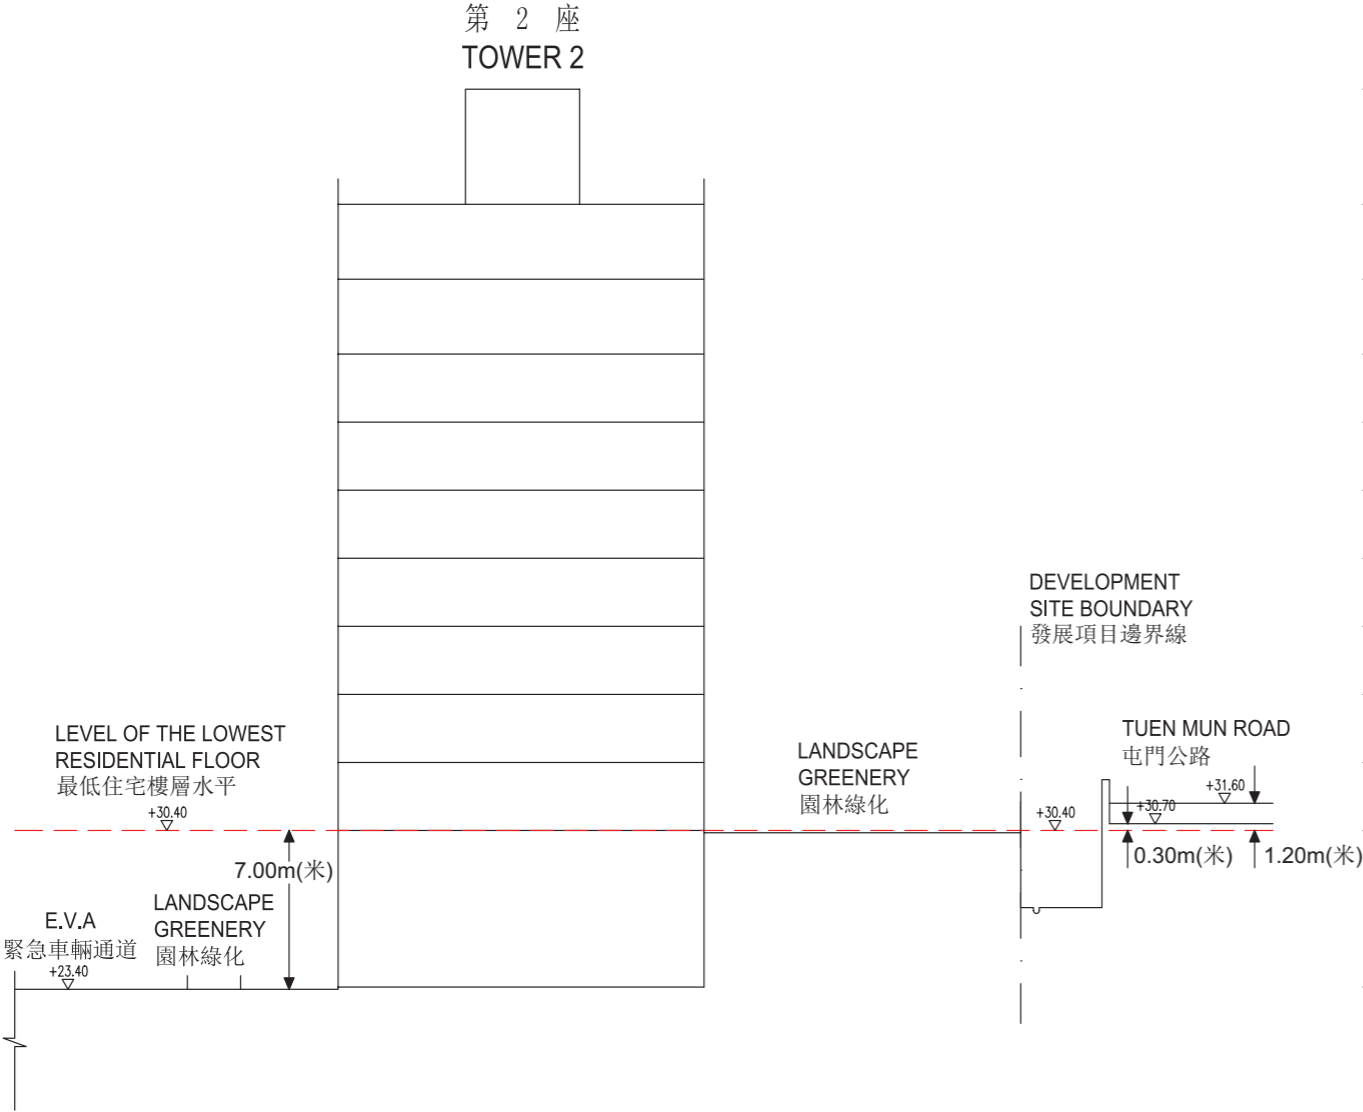 第 2 座
TOWER 2
DEVELOPMENT
SITE BOUNDARY
發展項目邊界線
LEVEL OF THE LOWEST
RESIDENTIAL FLOOR
最低住宅樓層水平
+30.40
LANDSCAPE
GREENERY
園林綠化
TUEN MUN ROAD
屯門公路
+31.60
+30.70
+30.40
0.30m(米)
1.20m(米)
7.00m(米)
E.V.A
緊急車輛通道
+23.40
LANDSCAPE
GREENERY
園林綠化